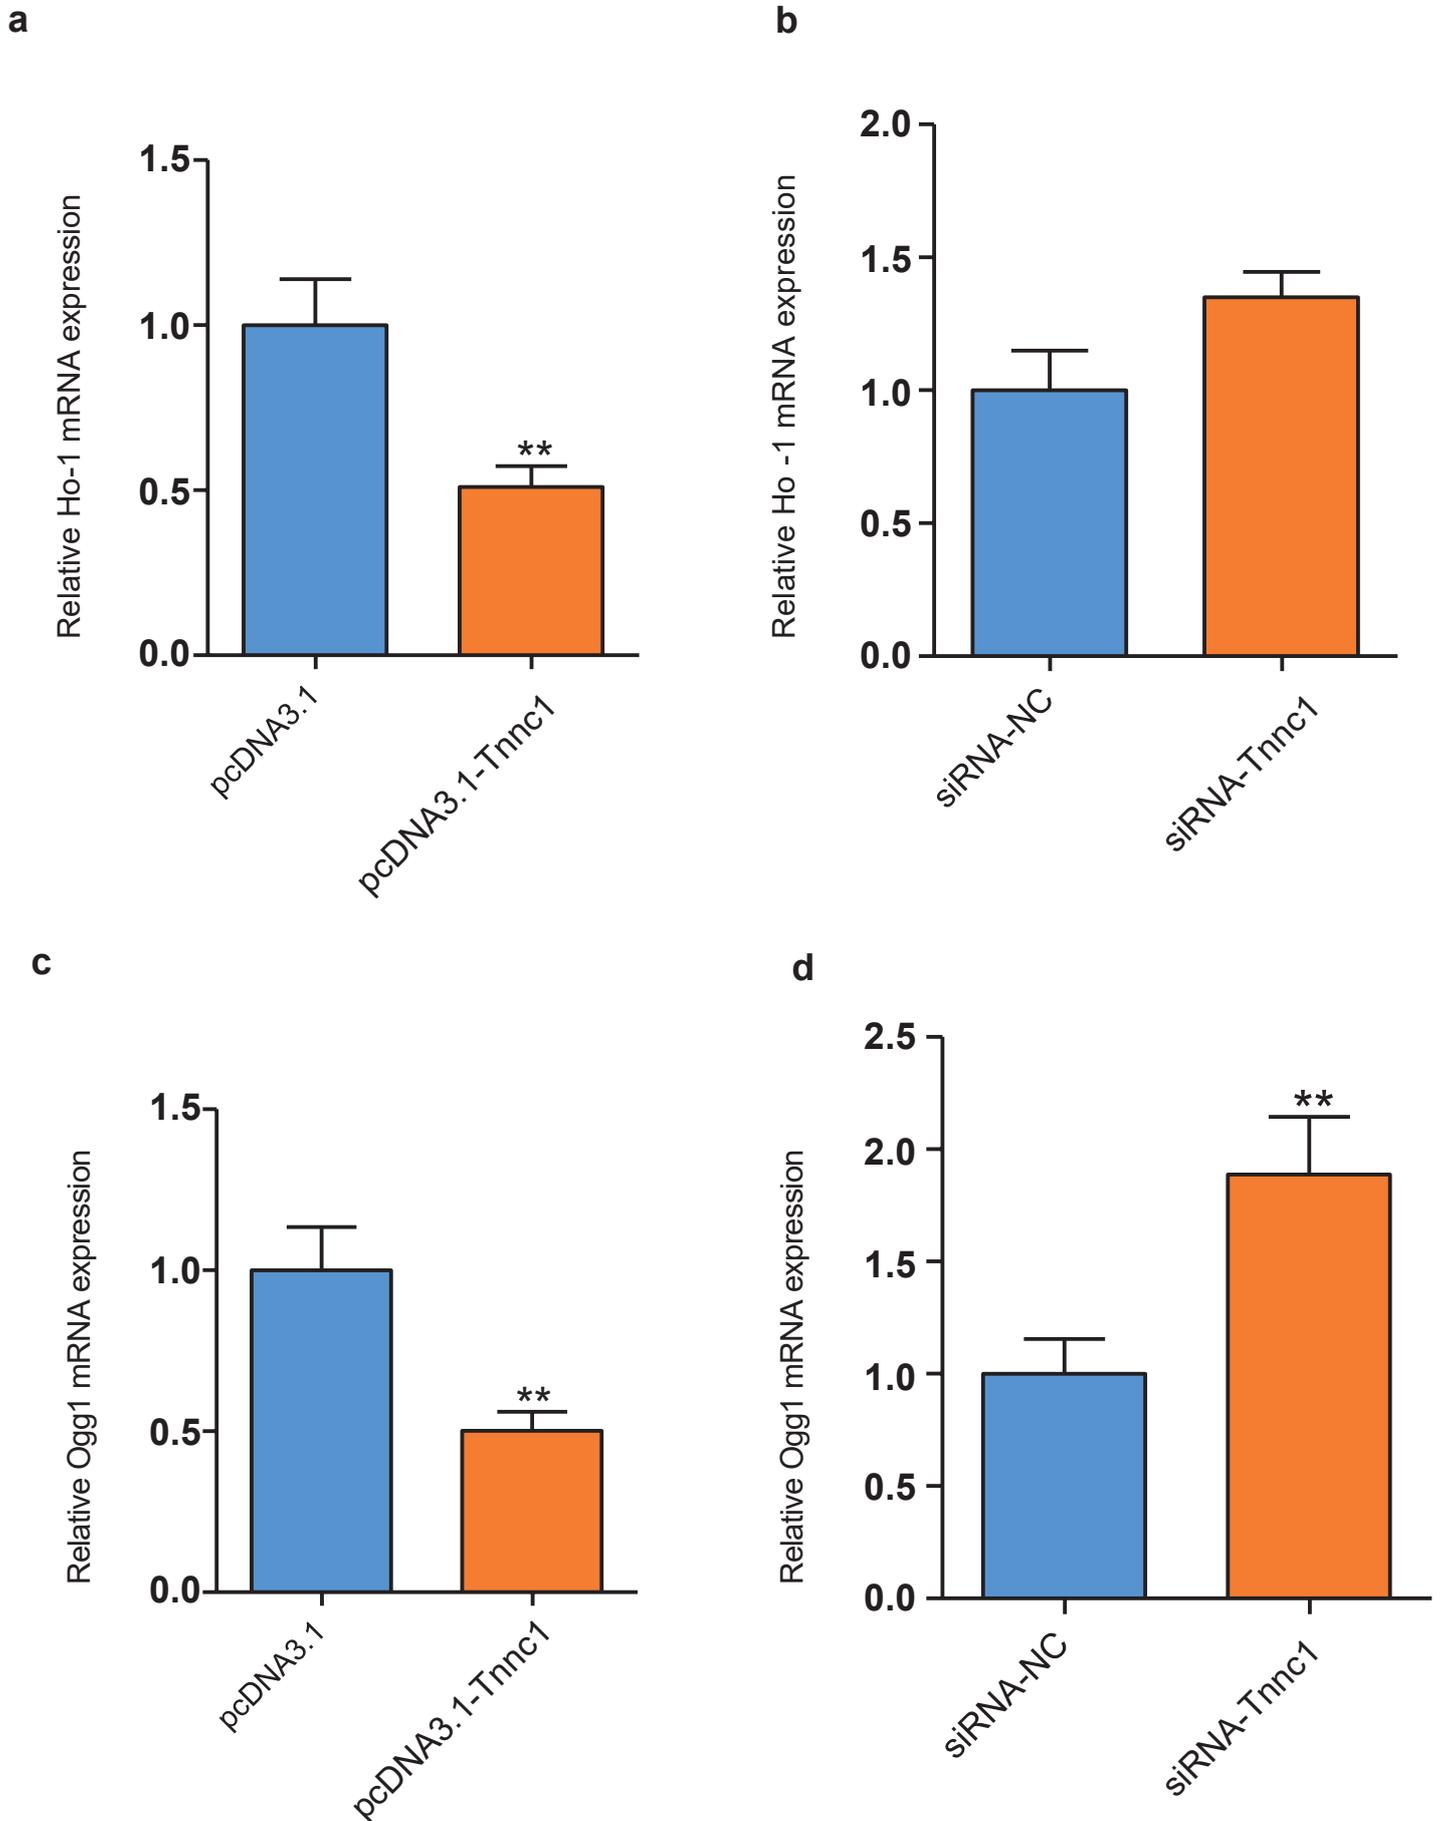 a
Relative Ho-1 mRNA expression
1.5
1.0
0.5
0.0
**
pcDNA3.1
pcDNA3.1-Tnnc1
b
Relative Ho -1 mRNA expression
2.0
1.5
1.0
0.5
0.0
siRNA-NC
siRNA-Tnnc1
c
Relative Ogg1 mRNA expression
1.5
1.0
0.5
0.0
**
pcDNA3.1
pcDNA3.1-Tnnc1
d
Relative Ogg1 mRNA expression
2.5
2.0
1.5
1.0
0.5
0.0
**
siRNA-NC
siRNA-Tnnc1